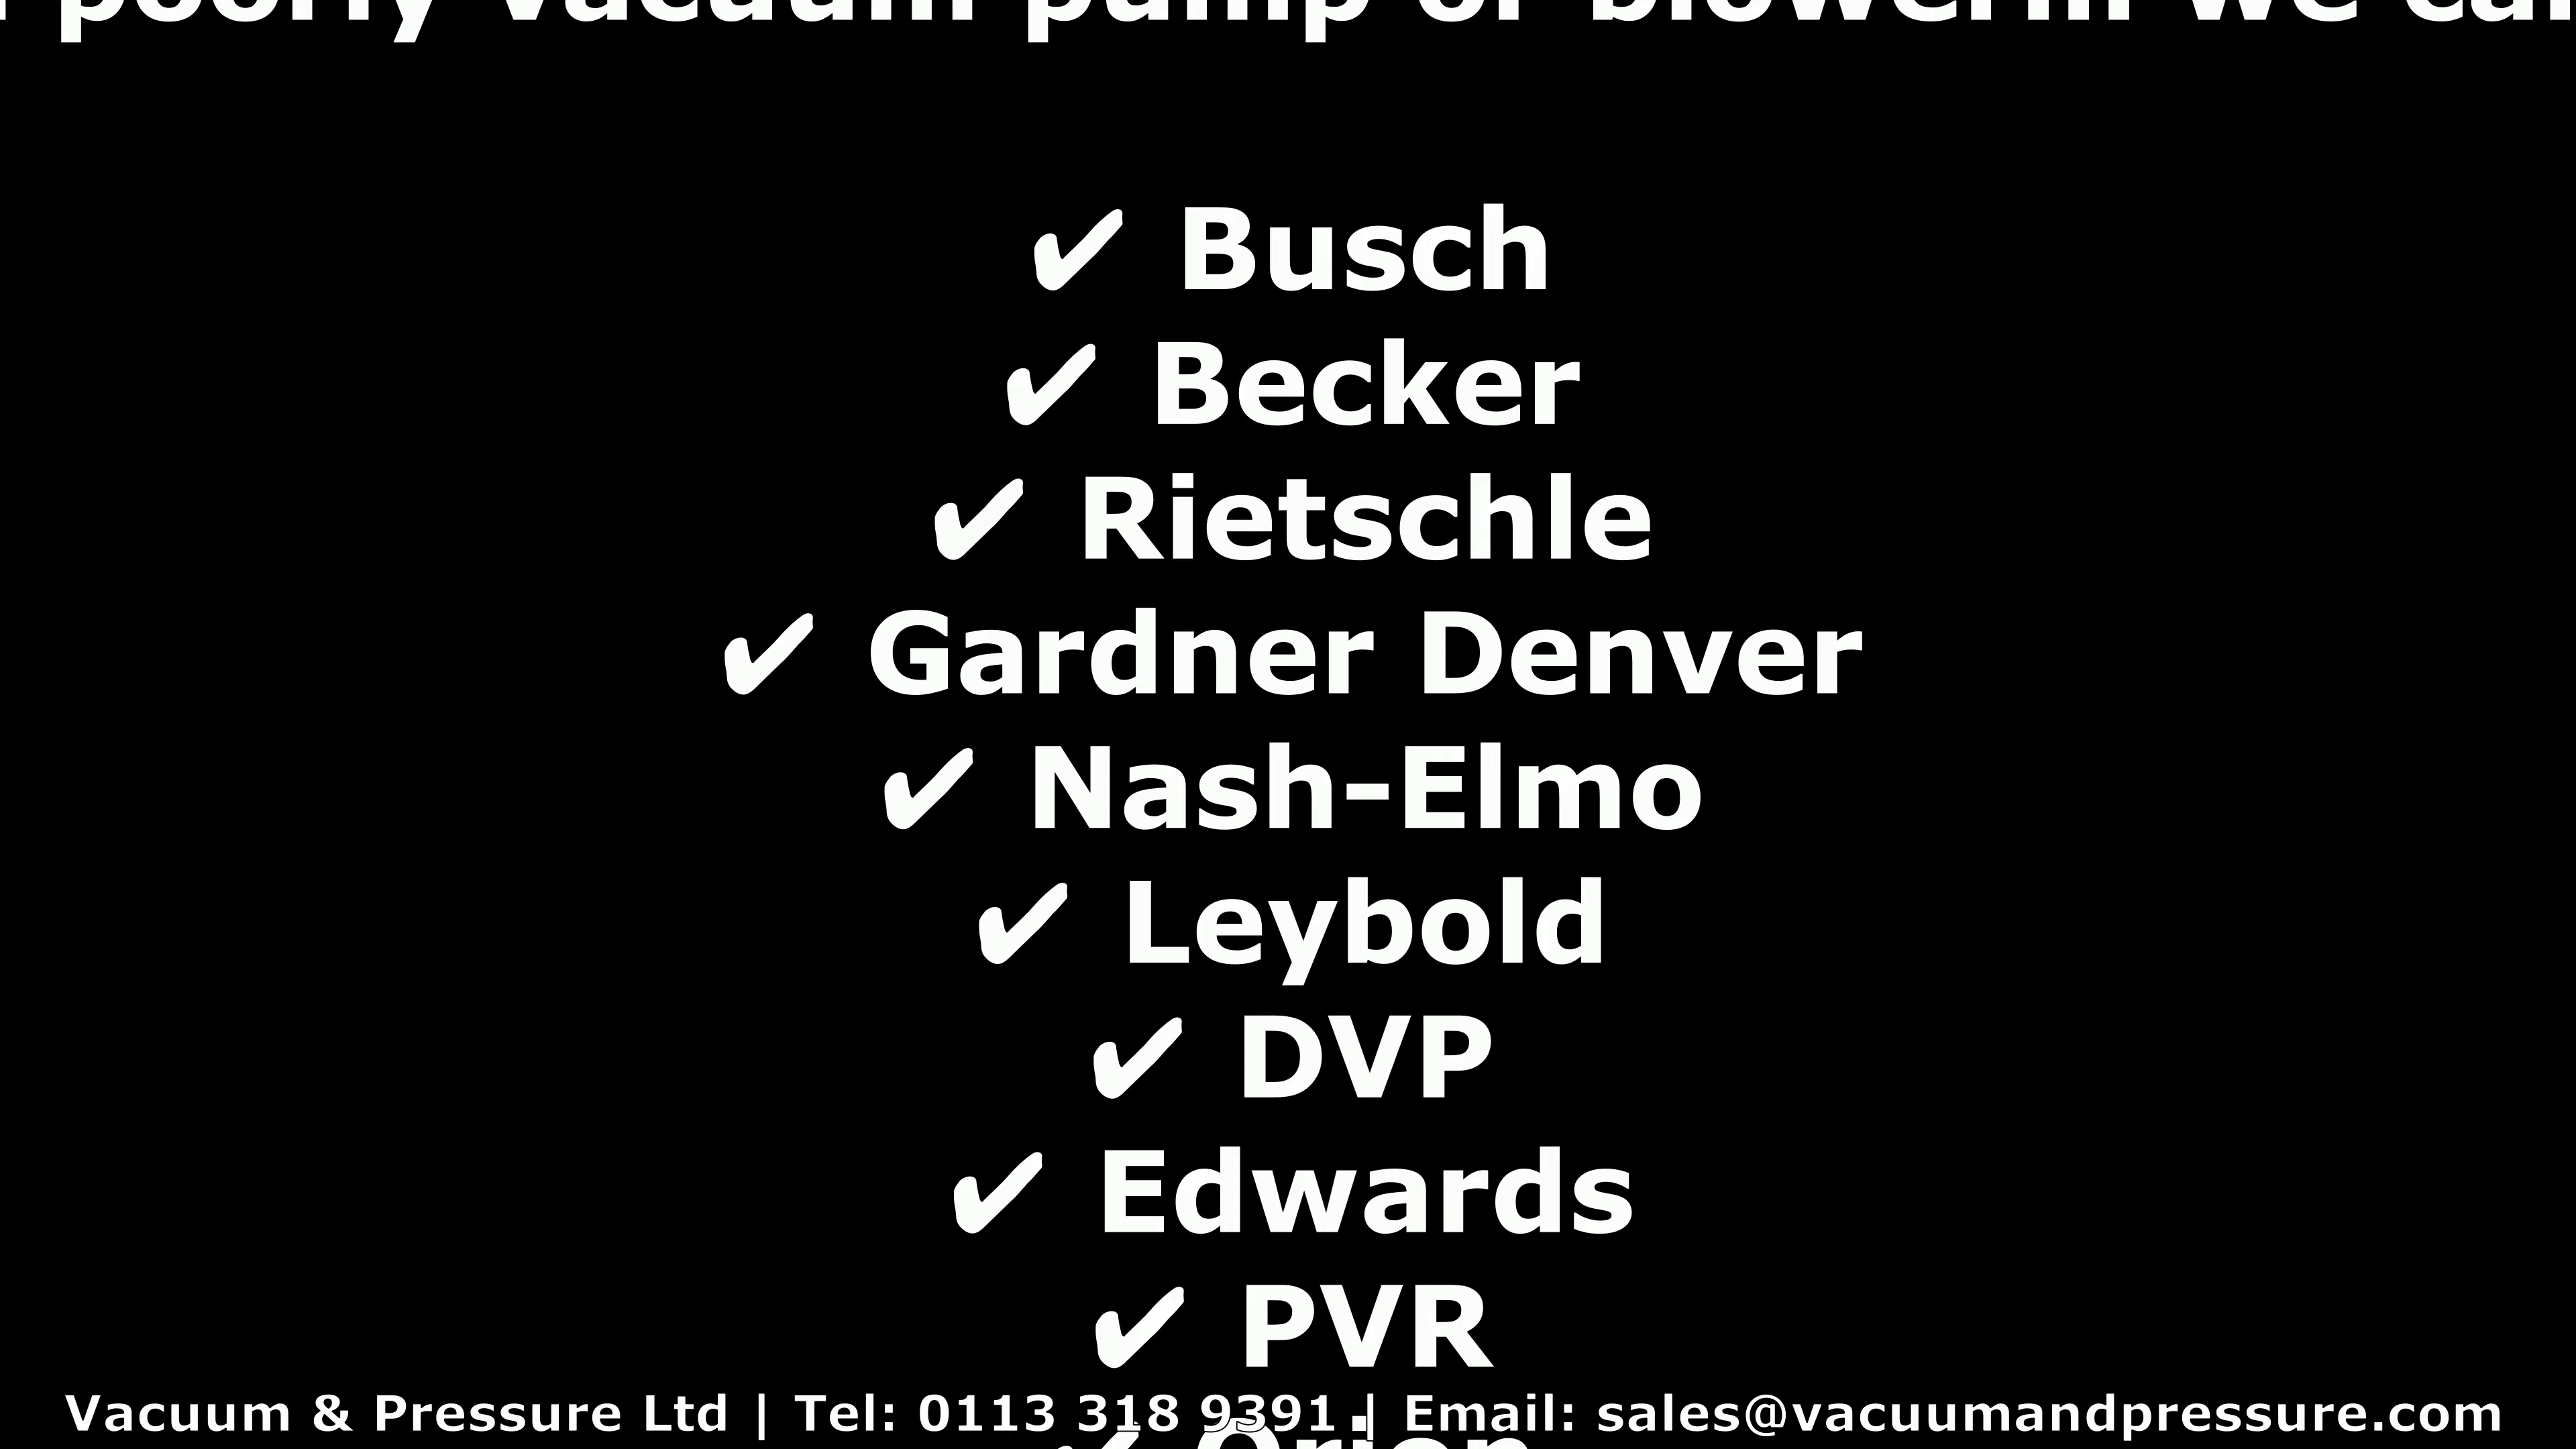 poorly vacuum pump or blower!!! we can
✔ Busch
✔ Becker
✔ Rietschle
✔ Gardner Denver
✔ Nash-Elmo
✔ Leybold
✔ DVP
✔ Edwards
✔ PVR
Vacuum & Pressure Ltd | Tel: 0113 318 9391 | Email: sales@vacuumandpressure.com
✔ Orion